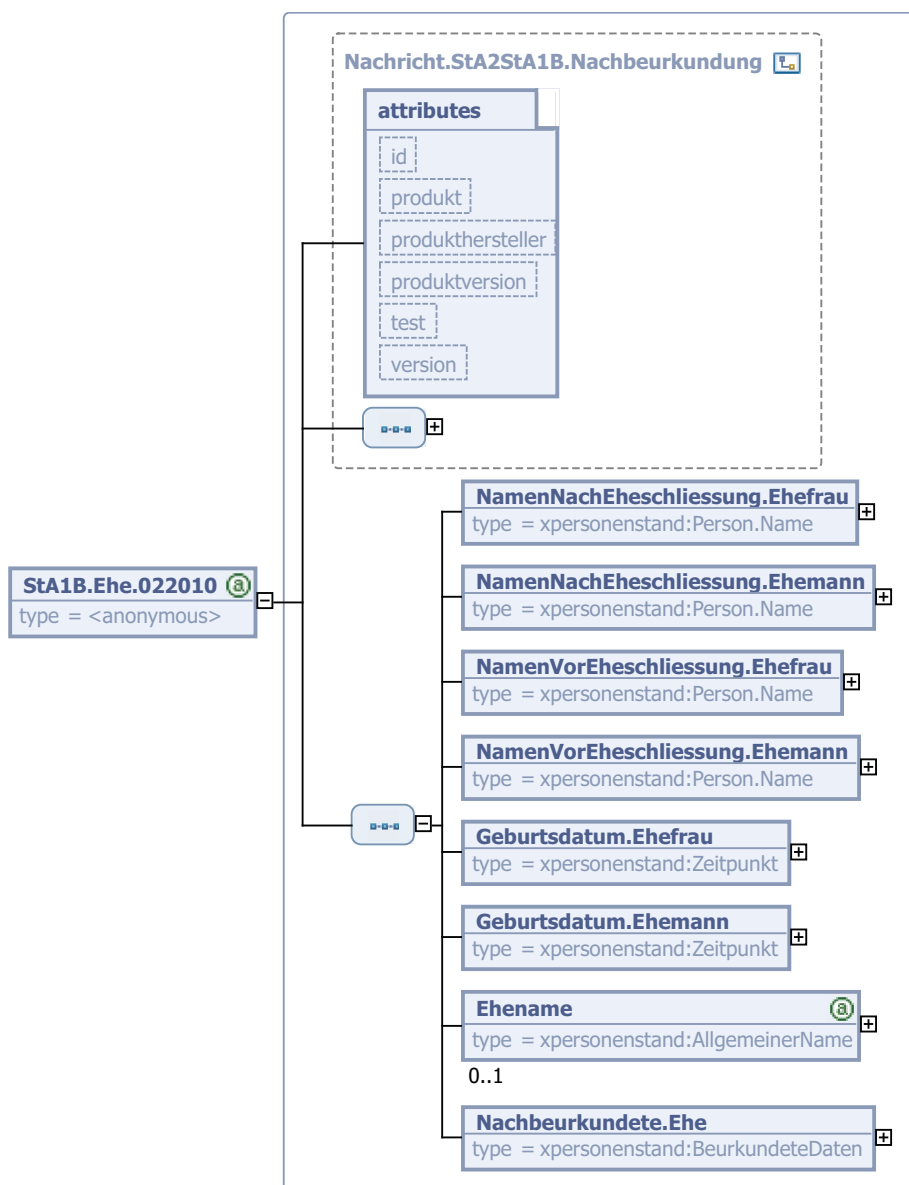 Nachricht.StA2StA1B.Nachbeurkundung
attributes
id
produkt
produkthersteller
produktversion
test
version
NamenNachEheschliessung.Ehefrau
type = xpersonenstand:Person.Name
StA1B.Ehe.022010 @
type = <anonymous>
NamenNachEheschliessung.Ehemann
type = xpersonenstand:Person.Name
NamenVorEheschliessung.Ehefrau
type = xpersonenstand:Person.Name
NamenVorEheschliessung.Ehemann
type = xpersonenstand:Person.Name
Geburtsdatum.Ehefrau
type = xpersonenstand:Zeitpunkt
Geburtsdatum.Ehemann
type = xpersonenstand:Zeitpunkt
Ehename @
type = xpersonenstand:AllgemeinerName
0..1
Nachbeurkundete.Ehe
type = xpersonenstand:BeurkundeteDaten